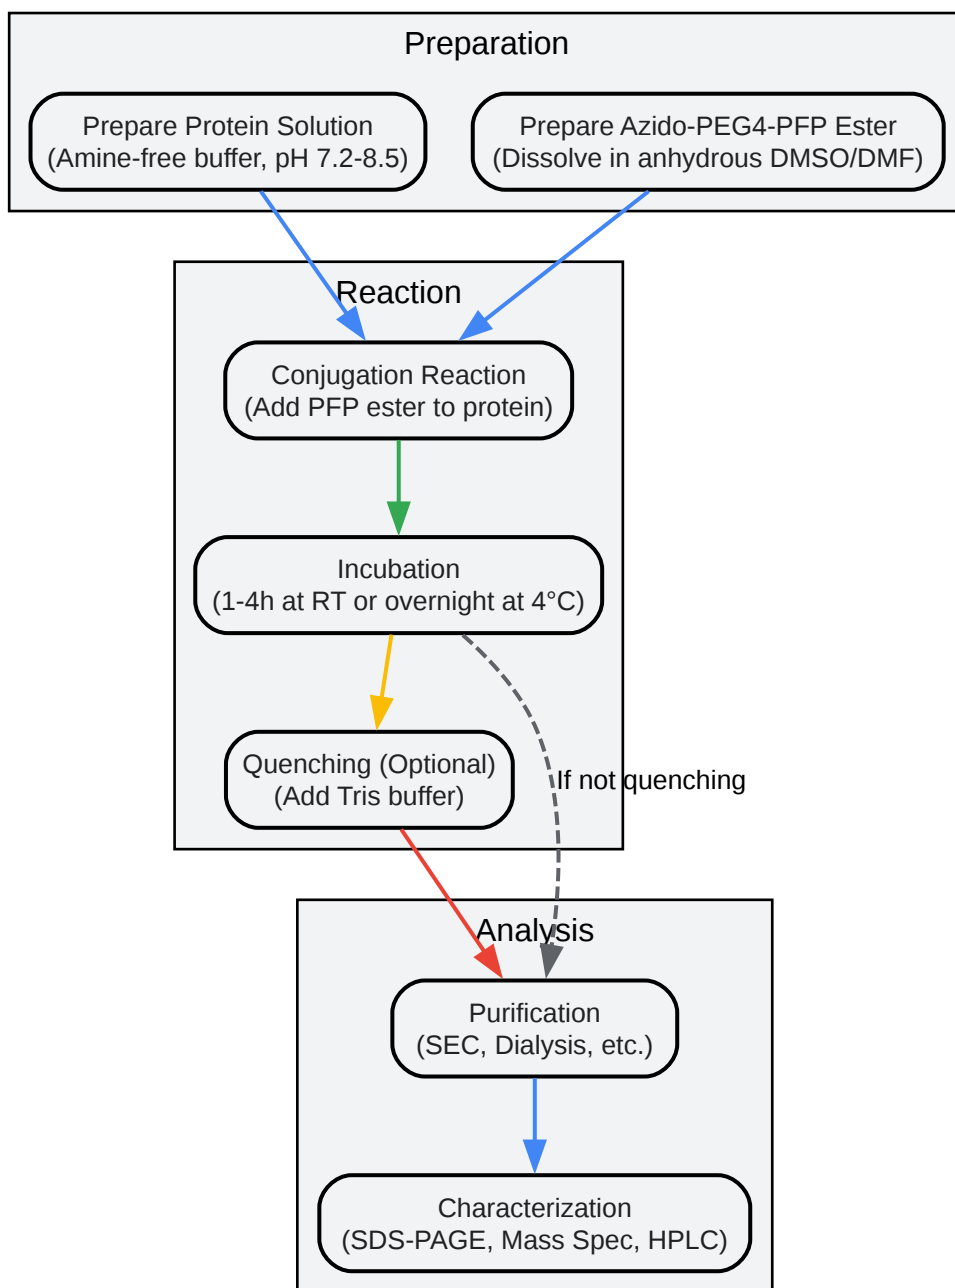 Preparation
Prepare Protein Solution
(Amine-free buffer, pH 7.2-8.5)
Prepare Azido-PEG4-PFP Ester
(Dissolve in anhydrous DMSO/DMF)
Reaction
Conjugation Reaction
(Add PFP ester to protein)
Incubation
(1-4h at RT or overnight at 4°C)
Quenching (Optional)
(Add Tris buffer)
If not quenching
Analysis
Purification
(SEC, Dialysis, etc.)
Characterization
(SDS-PAGE, Mass Spec, HPLC)